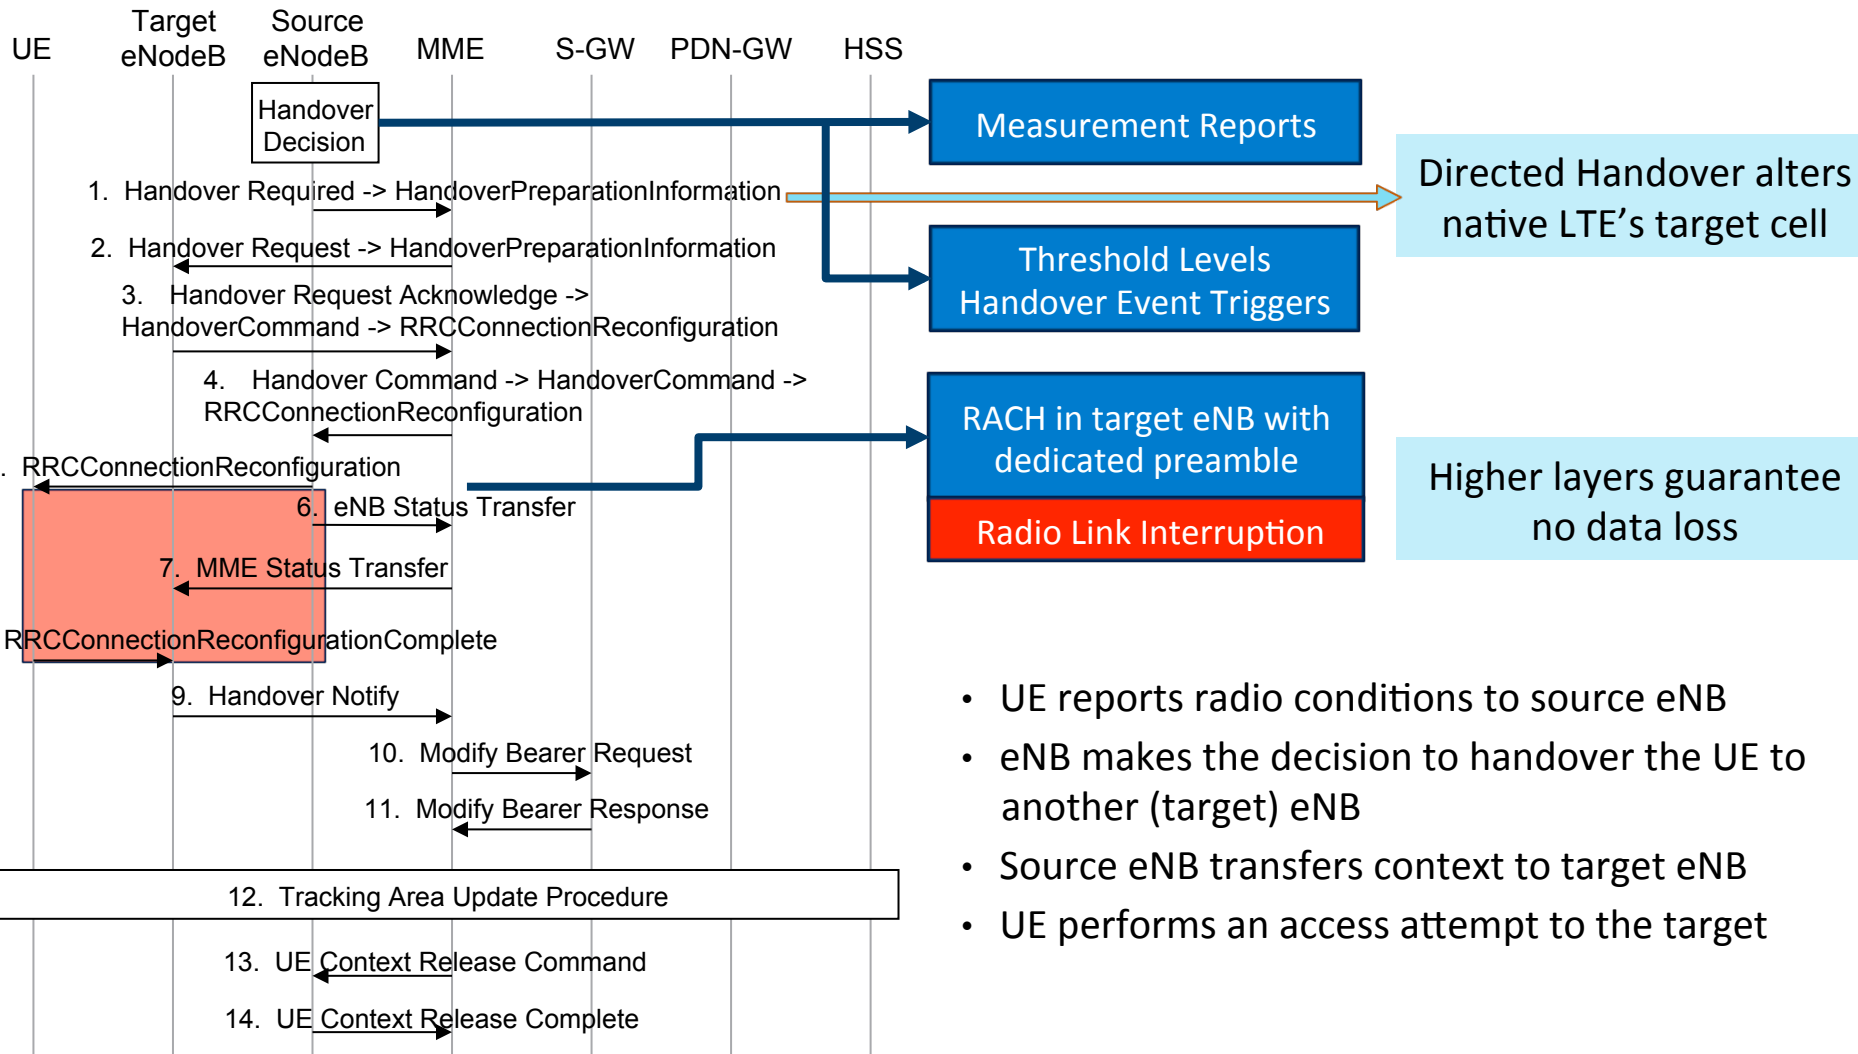 UE
Target
eNodeB
Source
eNodeB
MME
S-GW
PDN-GW
HSS
Handover
Decision
1. Handover Required -> HandoverPreparationInformation
2. Handover Request -> HandoverPreparationInformation
3. Handover Request Acknowledge ->
HandoverCommand -> RRCConnectionReconfiguration
4. Handover Command -> HandoverCommand ->
RRCConnectionReconfiguration
. RRCConnectionReconfiguration
6. eNB Status Transfer
7. MME Status Transfer
RRCConnectionReconfigurationComplete
9. Handover Notify
10. Modify Bearer Request
11. Modify Bearer Response
12. Tracking Area Update Procedure
13. UE Context Release Command
14. UE Context Release Complete
Measurement Reports
Directed Handover alters
native LTE’s target cell
Threshold Levels
Handover Event Triggers
RACH in target eNB with
dedicated preamble
Radio Link Interruption
Higher layers guarantee
no data loss
• UE reports radio conditions to source eNB
• eNB makes the decision to handover the UE to
another (target) eNB
• Source eNB transfers context to target eNB
• UE performs an access attempt to the target